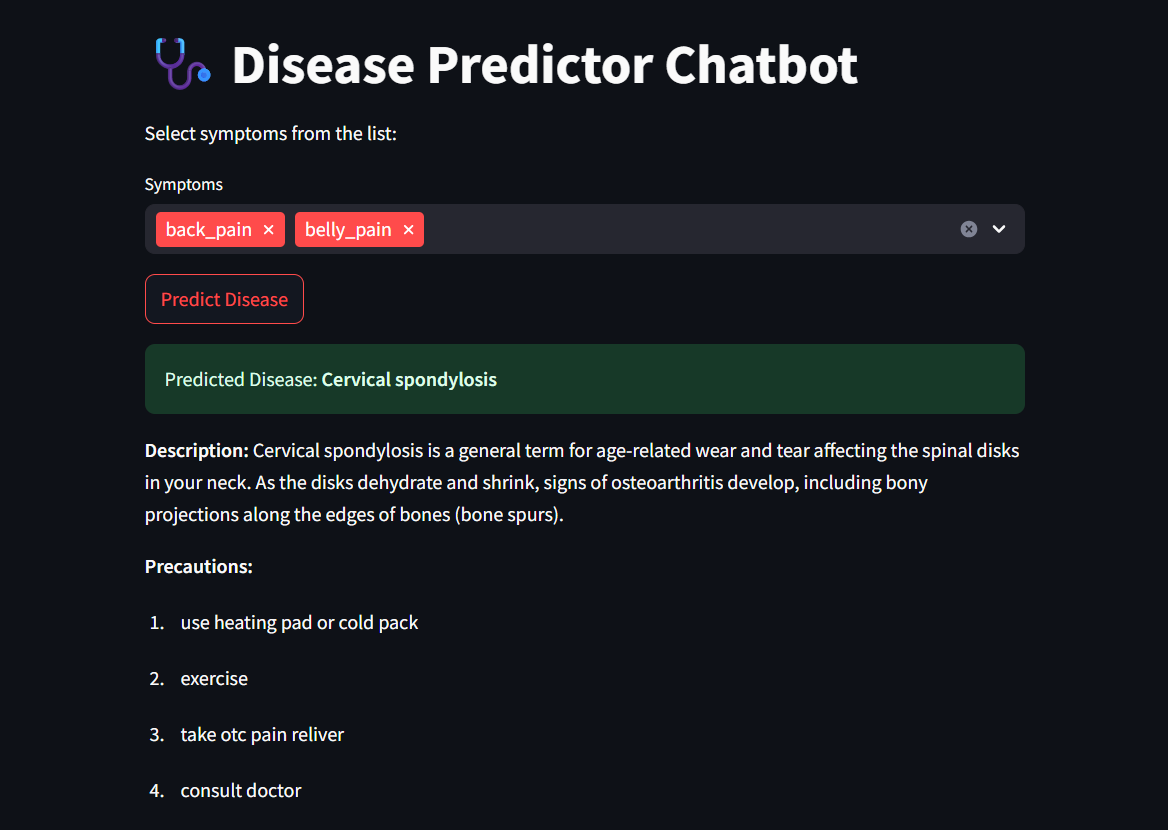 Disease Predictor Chatbot
Select symptoms from the list:
Symptoms
back_pain × belly_pain ×
Predict Disease
Predicted Disease: Cervical spondylosis
Description: Cervical spondylosis is a general term for age-related wear and tear affecting the spinal disks
in your neck. As the disks dehydrate and shrink, signs of osteoarthritis develop, including bony
projections along the edges of bones (bone spurs).
Precautions:
1. use heating pad or cold pack
2. exercise
3. take otc pain reliver
4. consult doctor